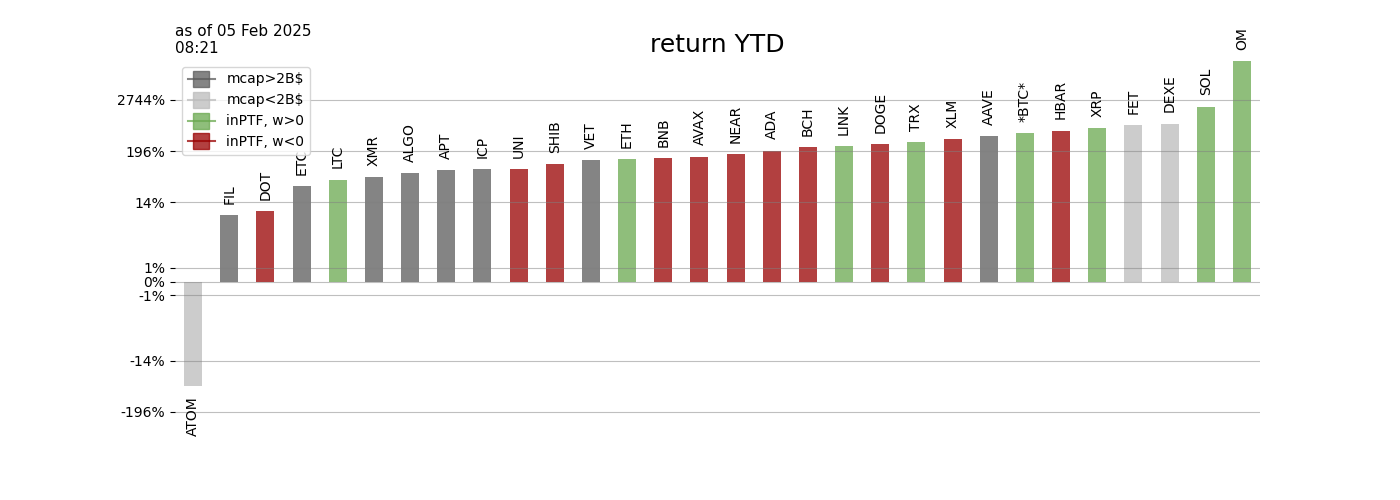 as of 05 Feb 2025
08:21
return YTD
mcap>2B$
mcap<2B$
inPTF, w>0
inPTF, w<0
2744%
196%
14%
1%
0%
-1%
-14%
-196%
ATOM
FIL
DOT
ETC
LTC
XMR
ALGO
APT
ICP
UNI
SHIB
VET
ETH
BNB
AVAX
NEAR
ADA
BCH
LINK
DOGE
TRX
XLM
AAVE
*BTC*
HBAR
XRP
FET
DEXE
SOL
OM